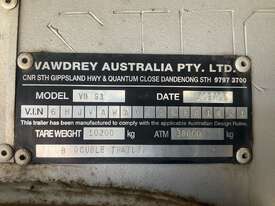 VAWDREY AUSTRALIA PTY. LTD.
CNR STH GIPPSLAND HWY & QUANTUM CLOSE DANDENONG STH 9797 3700
MODEL VB S3 DATE
V.I.N
This trailer has been manufactured to comply with the applicable Australian Design Rules.
TARE WEIGHT 10200 kg ATM 38000 kg
B DOUBLE TRAILER